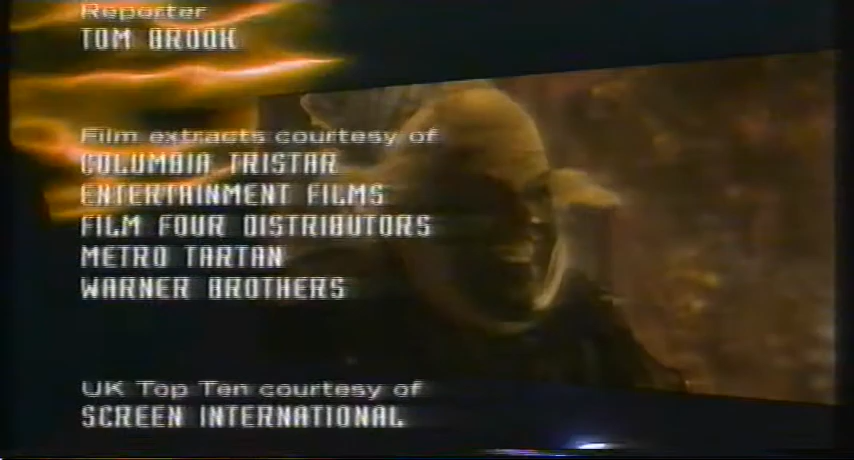 Reporter
TOM BROOK
Film extracts courtesy of
COLUMBIA TRISTAR
ENTERTAINMENT FILMS
FILM FOUR DISTRIBUTORS
METRO TARTAN
WARNER BROTHERS
UK Top Ten courtesy of
SCREEN INTERNATIONAL